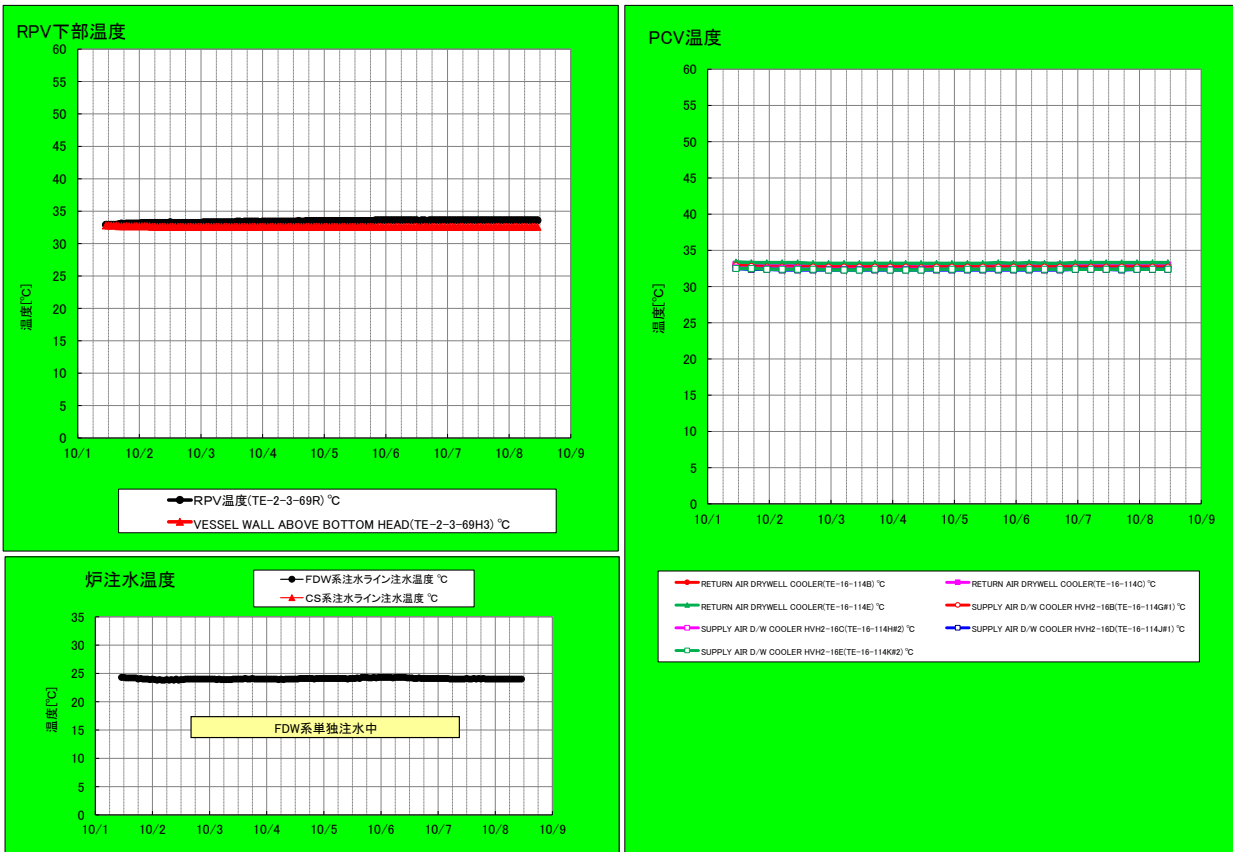 RPV下部温度
60
55
50
45
40
35
30
25
20
15
10
5
0
温度[℃]
10/1 10/2 10/3 10/4 10/5 10/6 10/7 10/8 10/9
RPV温度(TE-2-3-69R) ℃
VESSEL WALL ABOVE BOTTOM HEAD(TE-2-3-69H3) ℃
炉注水温度
FDW系注水ライン注水温度 ℃
CS系注水ライン注水温度 ℃
35
30
25
20
15
10
5
0
温度[℃]
FDW系単独注水中
10/1 10/2 10/3 10/4 10/5 10/6 10/7 10/8 10/9
PCV温度
60
55
50
45
40
35
30
25
20
15
10
5
0
温度[℃]
10/1 10/2 10/3 10/4 10/5 10/6 10/7 10/8 10/9
RETURN AIR DRYWELL COOLER(TE-16-114B) ℃
RETURN AIR DRYWELL COOLER(TE-16-114C) ℃
RETURN AIR DRYWELL COOLER(TE-16-114E) ℃
SUPPLY AIR D/W COOLER HVH2-16B(TE-16-114G#1) ℃
SUPPLY AIR D/W COOLER HVH2-16C(TE-16-114H#2) ℃
SUPPLY AIR D/W COOLER HVH2-16D(TE-16-114J#1) ℃
SUPPLY AIR D/W COOLER HVH2-16E(TE-16-114K#2) ℃